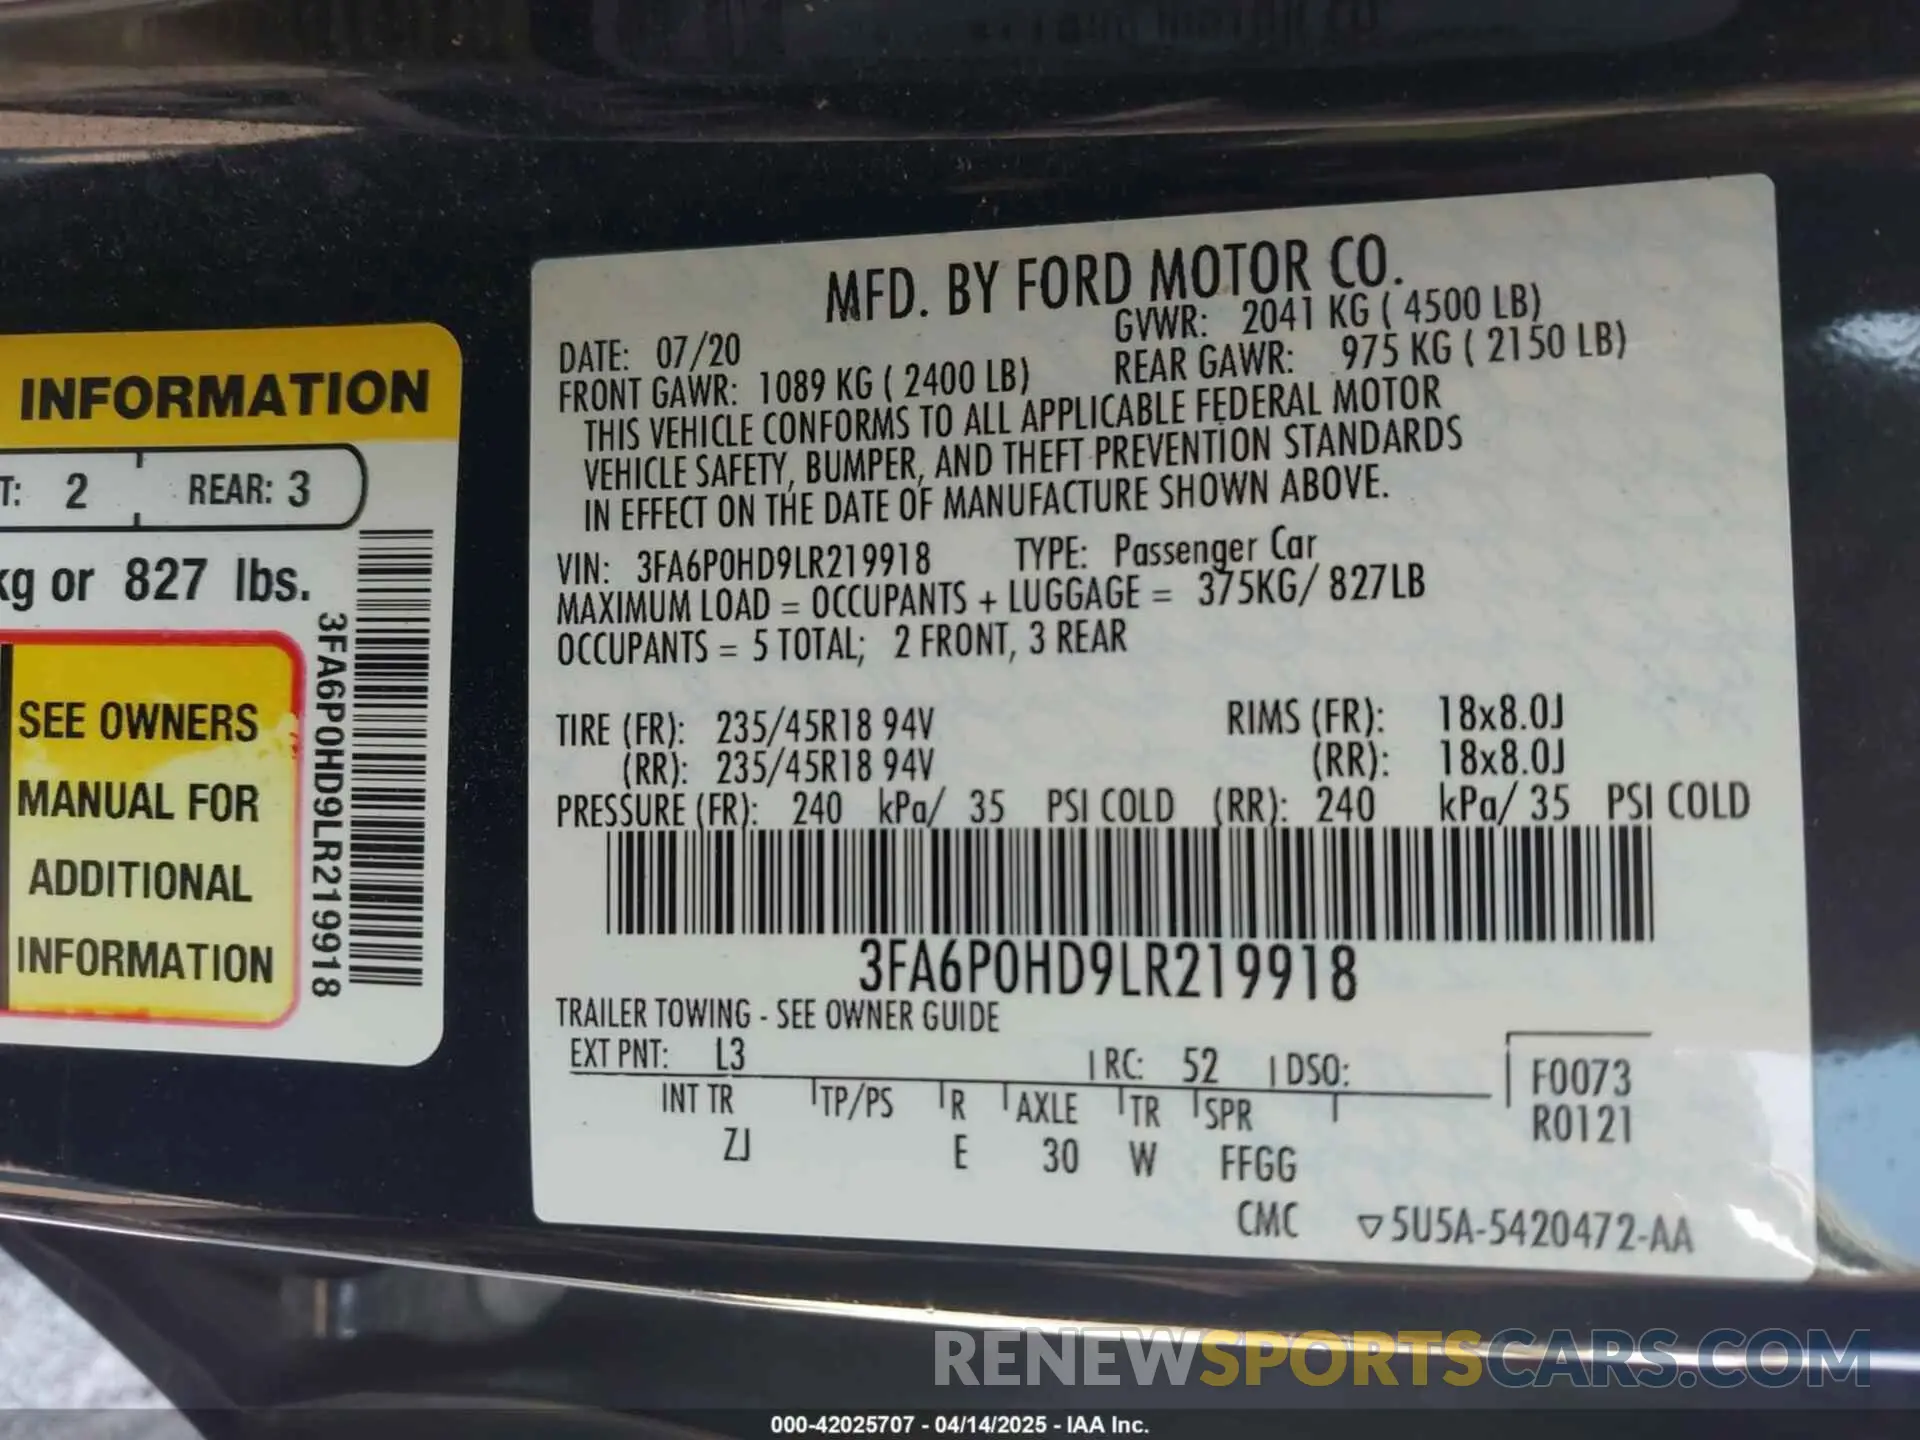 INFORMATION
T: 2 REAR: 3
kg or 827 lbs.
SEE OWNERS
MANUAL FOR
ADDITIONAL
INFORMATION
3FA6P0HD9LR219918
MFD. BY FORD MOTOR CO.
DATE: 07/20 GVWR: 2041 KG ( 4500 LB)
FRONT GAWR: 1089 KG ( 2400 LB) REAR GAWR: 975 KG ( 2150 LB)
THIS VEHICLE CONFORMS TO ALL APPLICABLE FEDERAL MOTOR
VEHICLE SAFETY, BUMPER, AND THEFT PREVENTION STANDARDS
IN EFFECT ON THE DATE OF MANUFACTURE SHOWN ABOVE.
VIN: 3FA6P0HD9LR219918 TYPE: Passenger Car
MAXIMUM LOAD = OCCUPANTS + LUGGAGE = 375KG/ 827LB
OCCUPANTS = 5 TOTAL; 2 FRONT, 3 REAR
TIRE (FR): 235/45R18 94V RIMS (FR): 18x8.0J
(RR): 235/45R18 94V (RR): 18x8.0J
PRESSURE (FR): 240 kPa/ 35 PSI COLD (RR): 240 kPa/ 35 PSI COLD
3FA6P0HD9LR219918
TRAILER TOWING - SEE OWNER GUIDE
EXT PNT: L3 RC: 52 DSO: F0073
INT TR TP/PS R AXLE TR SPR R0121
ZJ E 30 W FFGG
CMC ▽5U5A-5420472-AA
RENEWSPORTSCARS.COM
000-42025707 - 04/14/2025 - IAA Inc.